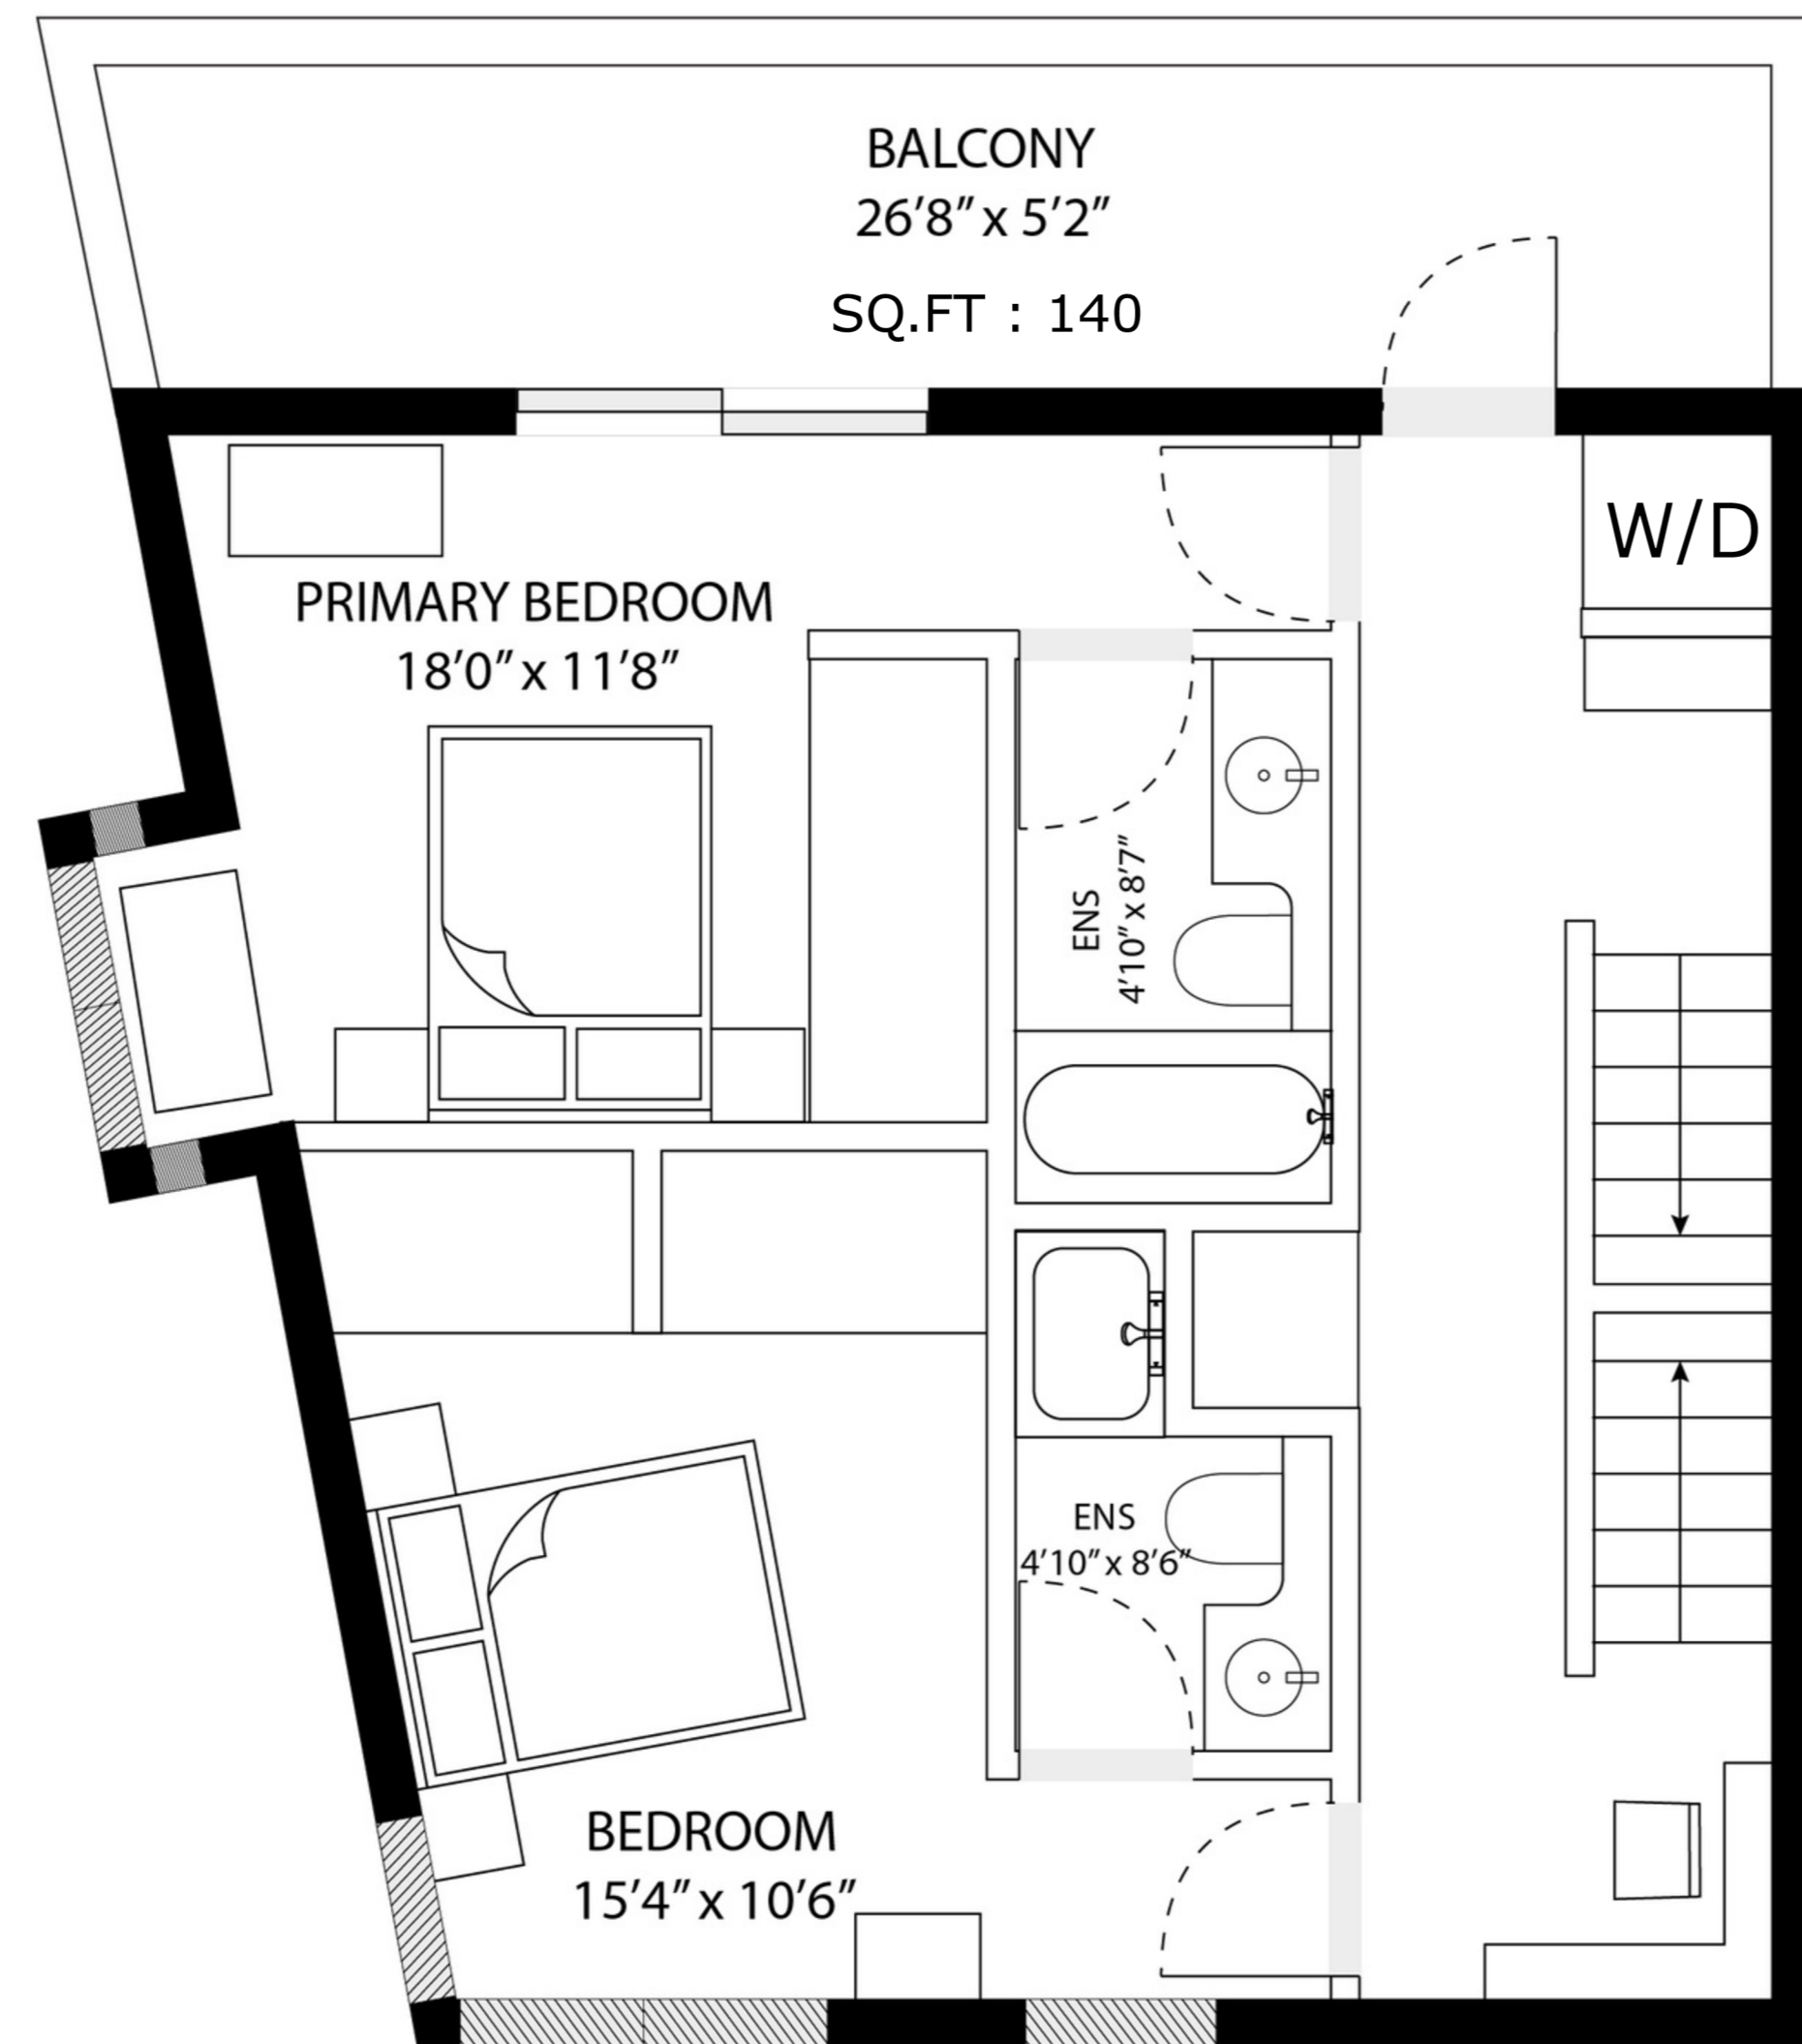 BALCONY
26’8” x 5’2”
SQ.FT : 140
W/D
PRIMARY BEDROOM
18’0” x 11’8”
ENS
4’10” x 8’7”
ENS
4’10” x 8’6”
BEDROOM
15’4” x 10’6”